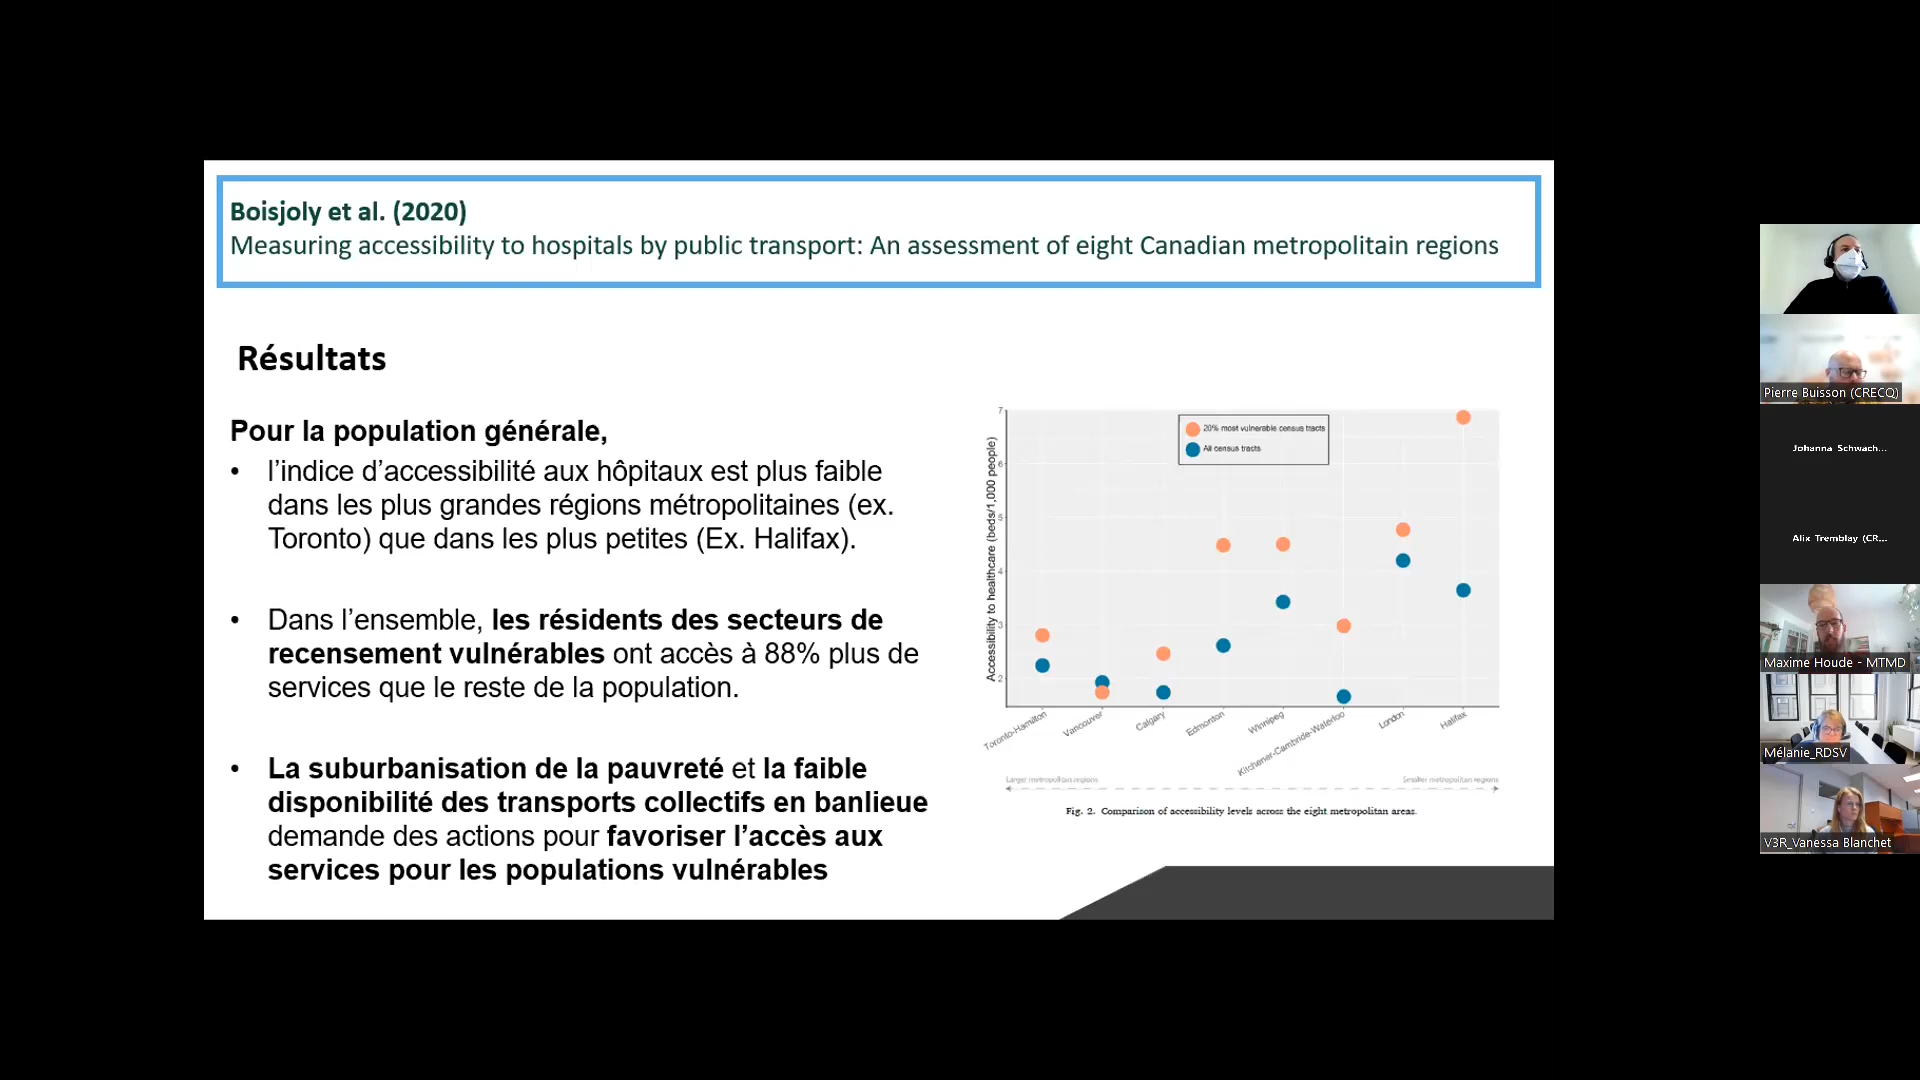 Boisjoly et al. (2020)
Measuring accessibility to hospitals by public transport: An assessment of eight Canadian metropolitain regions
Résultats
Pour la population générale,
• l’indice d’accessibilité aux hôpitaux est plus faible
dans les plus grandes régions métropolitaines (ex.
Toronto) que dans les plus petites (Ex. Halifax).
• Dans l’ensemble, les résidents des secteurs de
recensement vulnérables ont accès à 88% plus de
services que le reste de la population.
• La suburbanisation de la pauvreté et la faible
disponibilité des transports collectifs en banlieue
demande des actions pour favoriser l’accès aux
services pour les populations vulnérables
Accessibility to healthcare (beds/1,000 people)
7
6
5
4
3
2
20% most vulnerable census tracts
All census tracts
Toronto-Hamilton
Vancouver
Calgary
Edmonton
Winnipeg
Kitchener-Cambride-Waterloo
London
Halifax
Larger metropolitan regions
Smaller metropolitan regions
Fig. 2. Comparison of accessibility levels across the eight metropolitan areas.
Pierre Buisson (CRECQ)
Johanna Schwach...
Alix Tremblay (CR...
Maxime Houde - MTMD
Mélanie_RDSV
V3R_Vanessa Blanchet